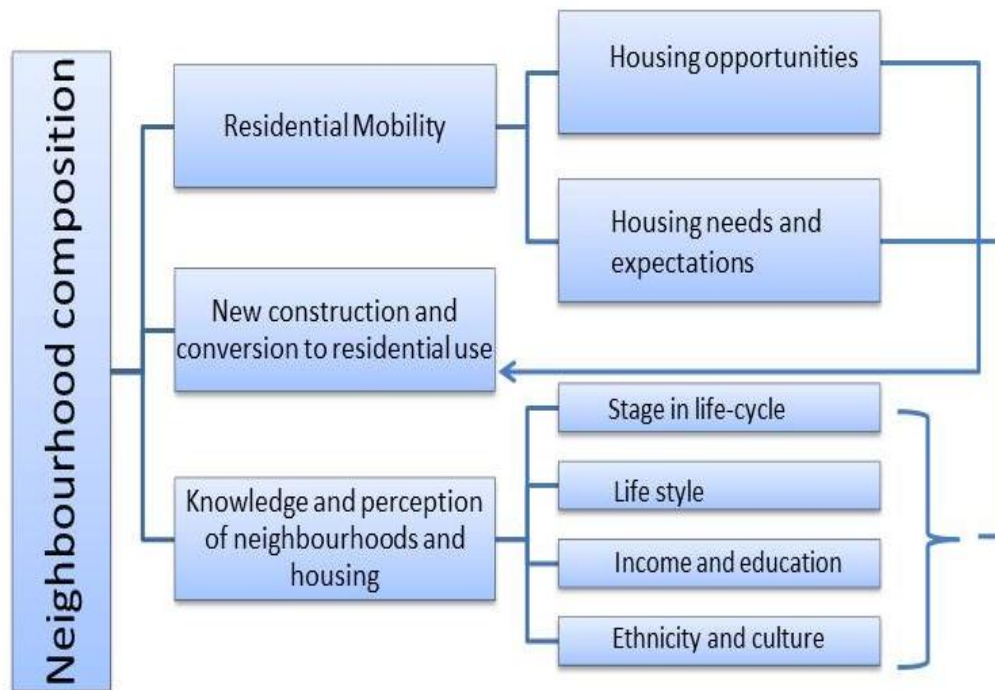 Neighbourhood composition
Residential Mobility
Housing opportunities
Housing needs and
expectations
New construction and
conversion to residential use
Knowledge and perception
of neighbourhoods and
housing
Stage in life-cycle
Life style
Income and education
Ethnicity and culture